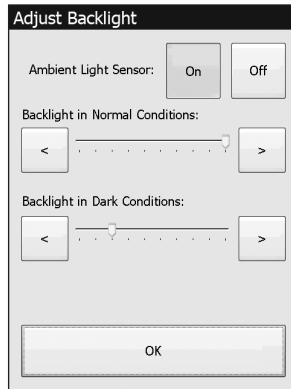 Adjust Backlight
Ambient Light Sensor: On Off
Backlight in Normal Conditions:
< >
Backlight in Dark Conditions:
< >
OK